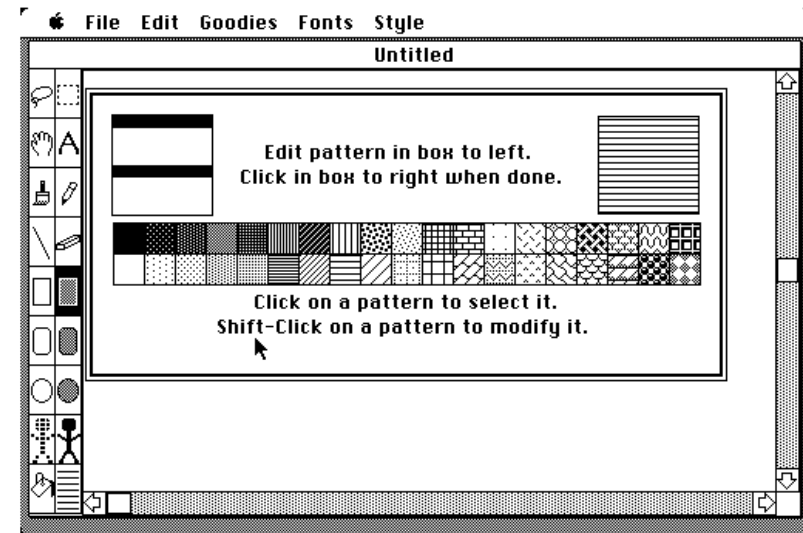 File Edit Goodies Fonts Style
Untitled
A
Edit pattern in box to left.
Click in box to right when done.
Click on a pattern to select it.
Shift-Click on a pattern to modify it.